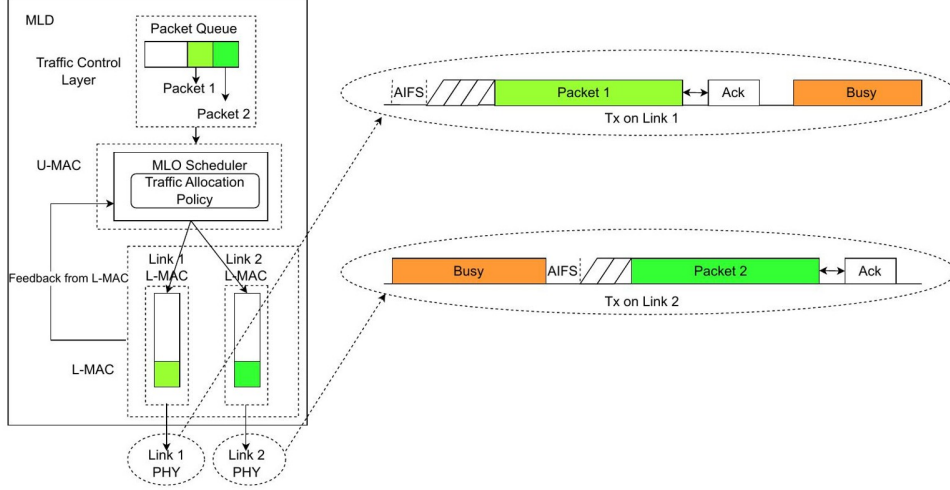 MLD
Packet Queue
Traffic Control
Layer
Packet 1
Packet 2
U-MAC
MLO Scheduler
Traffic Allocation
Policy
Link 1
L-MAC
Link 2
L-MAC
Feedback from L-MAC
L-MAC
Link 1
PHY
Link 2
PHY
AIFS
Packet 1
Ack
Busy
Tx on Link 1
Busy
AIFS
Packet 2
Ack
Tx on Link 2